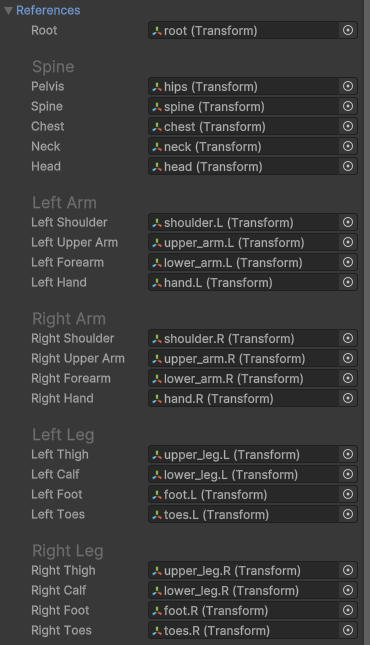 References
Root root (Transform)
Spine
Pelvis hips (Transform)
Spine spine (Transform)
Chest chest (Transform)
Neck neck (Transform)
Head head (Transform)
Left Arm
Left Shoulder shoulder.L (Transform)
Left Upper Arm upper_arm.L (Transform)
Left Forearm lower_arm.L (Transform)
Left Hand hand.L (Transform)
Right Arm
Right Shoulder shoulder.R (Transform)
Right Upper Arm upper_arm.R (Transform)
Right Forearm lower_arm.R (Transform)
Right Hand hand.R (Transform)
Left Leg
Left Thigh upper_leg.L (Transform)
Left Calf lower_leg.L (Transform)
Left Foot foot.L (Transform)
Left Toes toes.L (Transform)
Right Leg
Right Thigh upper_leg.R (Transform)
Right Calf lower_leg.R (Transform)
Right Foot foot.R (Transform)
Right Toes toes.R (Transform)